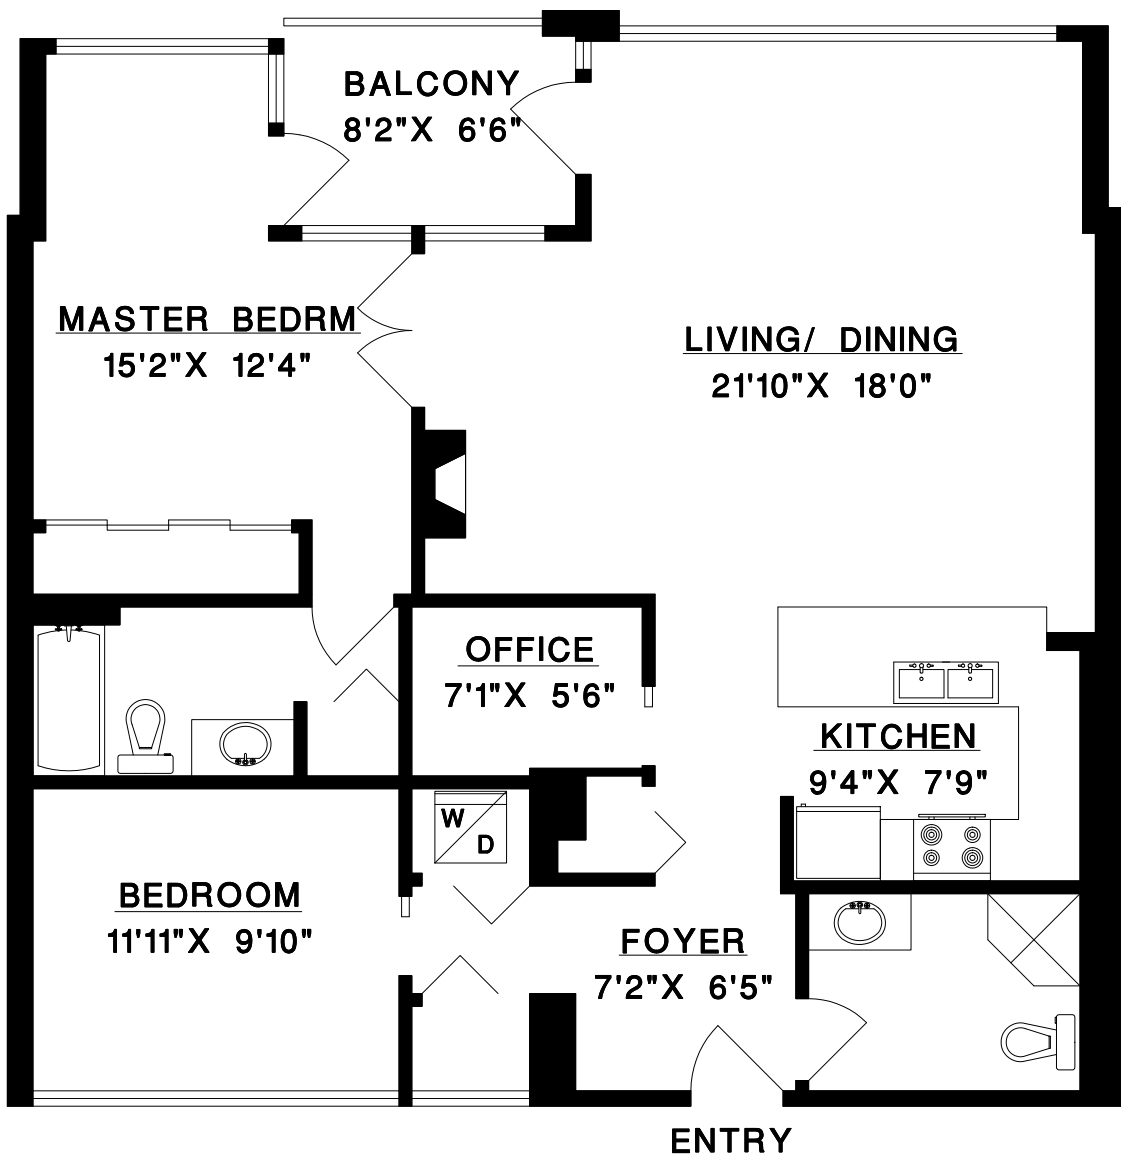 BALCONY
8'2"X 6'6"
MASTER BEDRM
15'2"X 12'4"
LIVING/ DINING
21'10"X 18'0"
OFFICE
7'1"X 5'6"
KITCHEN
9'4"X 7'9"
W
D
BEDROOM
11'11"X 9'10"
FOYER
7'2"X 6'5"
ENTRY